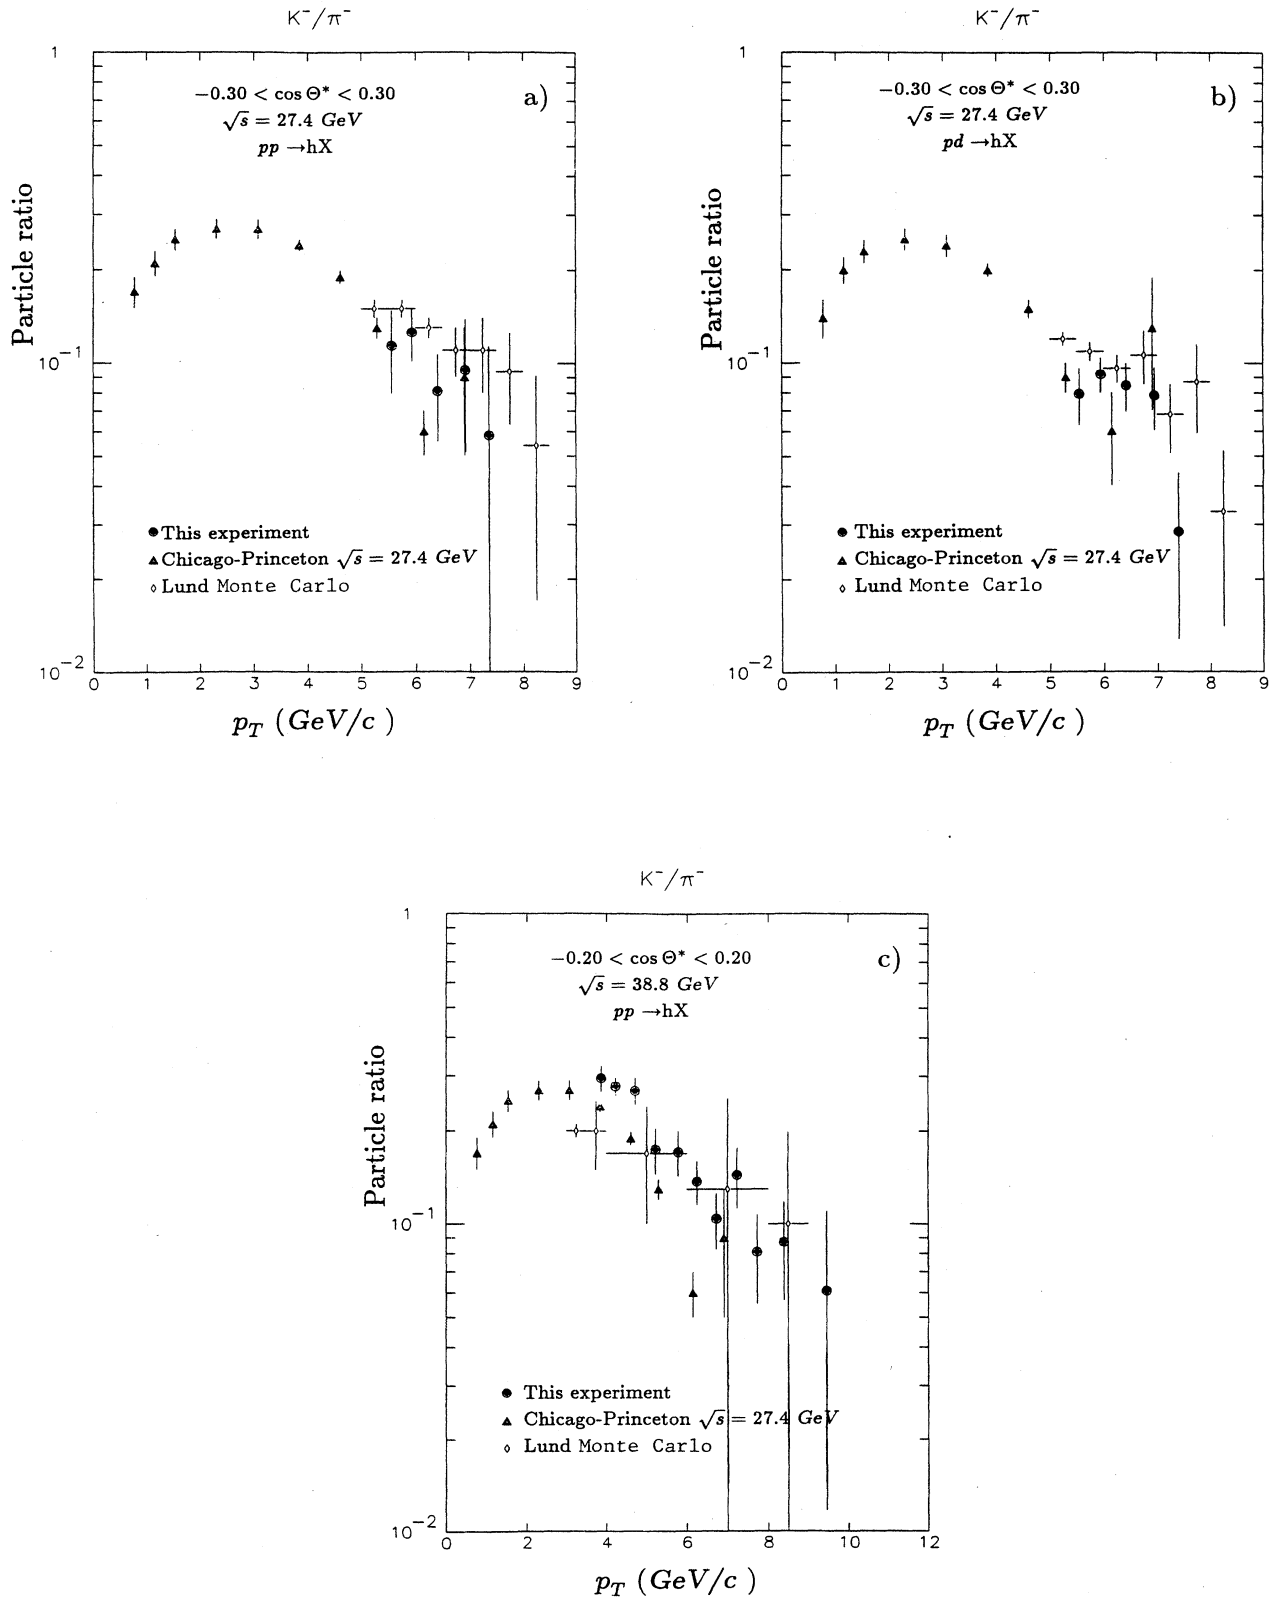 K⁻/π⁻
1
−0.30 < cos Θ* < 0.30
a)
√s = 27.4 GeV
pp →hX
Particle ratio
10⁻¹
This experiment
Chicago-Princeton √s = 27.4 GeV
Lund Monte Carlo
10⁻²
0 1 2 3 4 5 6 7 8 9
p_T (GeV/c )
K⁻/π⁻
1
−0.30 < cos Θ* < 0.30
b)
√s = 27.4 GeV
pd →hX
Particle ratio
10⁻¹
This experiment
Chicago-Princeton √s = 27.4 GeV
Lund Monte Carlo
10⁻²
0 1 2 3 4 5 6 7 8 9
p_T (GeV/c )
K⁻/π⁻
1
−0.20 < cos Θ* < 0.20
c)
√s = 38.8 GeV
pp →hX
Particle ratio
10⁻¹
This experiment
Chicago-Princeton √s = 27.4 GeV
Lund Monte Carlo
10⁻²
0 2 4 6 8 10 12
p_T (GeV/c )